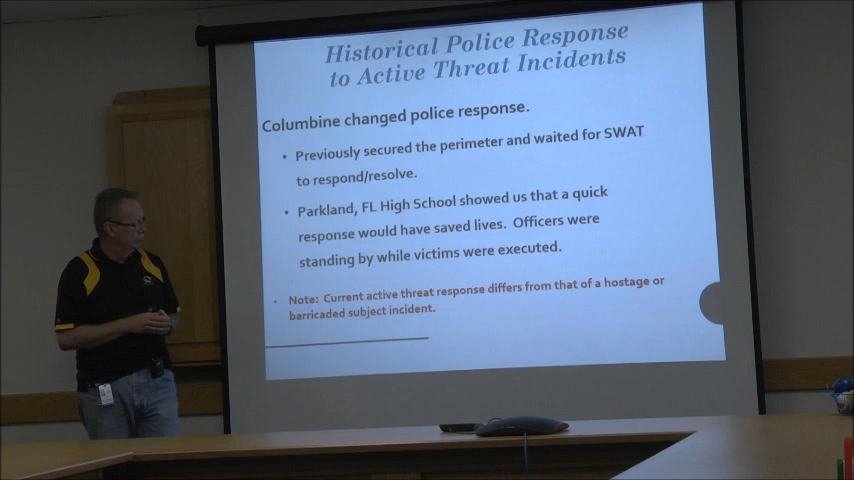 Historical Police Response
to Active Threat Incidents
Columbine changed police response.
• Previously secured the perimeter and waited for SWAT
to respond/resolve.
• Parkland, FL High School showed us that a quick
response would have saved lives. Officers were
standing by while victims were executed.
• Note: Current active threat response differs from that of a hostage or
barricaded subject incident.